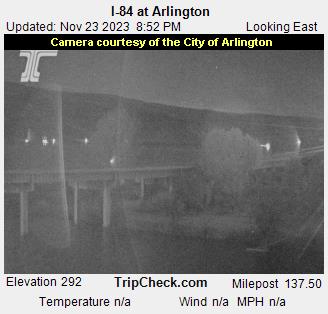 I-84 at Arlington
Updated: Nov 23 2023 8:52 PM Looking East
Camera courtesy of the City of Arlington
Elevation 292 TripCheck.com Milepost 137.50
Temperature n/a Wind n/a MPH n/a